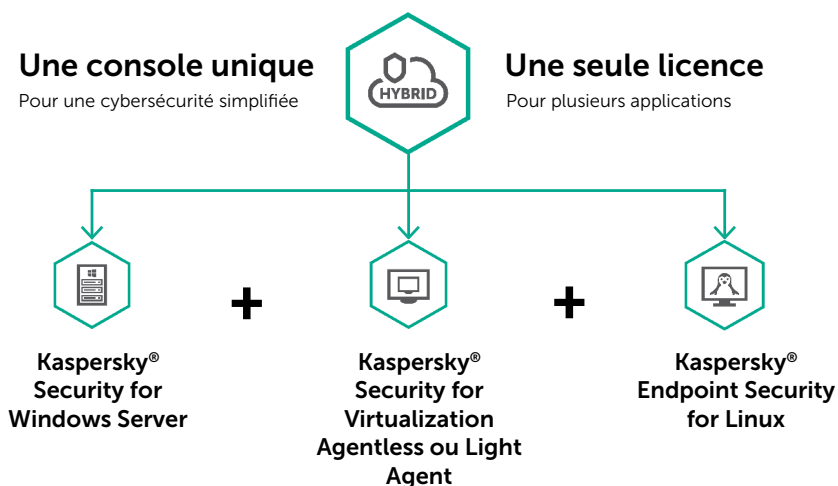 Une console unique
Pour une cybersécurité simplifiée
HYBRID
Une seule licence
Pour plusieurs applications
Kaspersky®
Security for
Windows Server
+
Kaspersky®
Security for
Virtualization
Agentless ou Light
Agent
+
Kaspersky®
Endpoint Security
for Linux